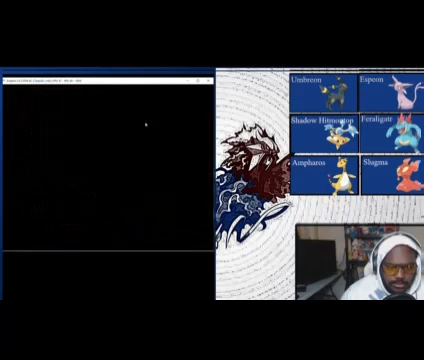 Umbreon
Espeon
Shadow Hitmontop
Feraligatr
Ampharos
Slugma